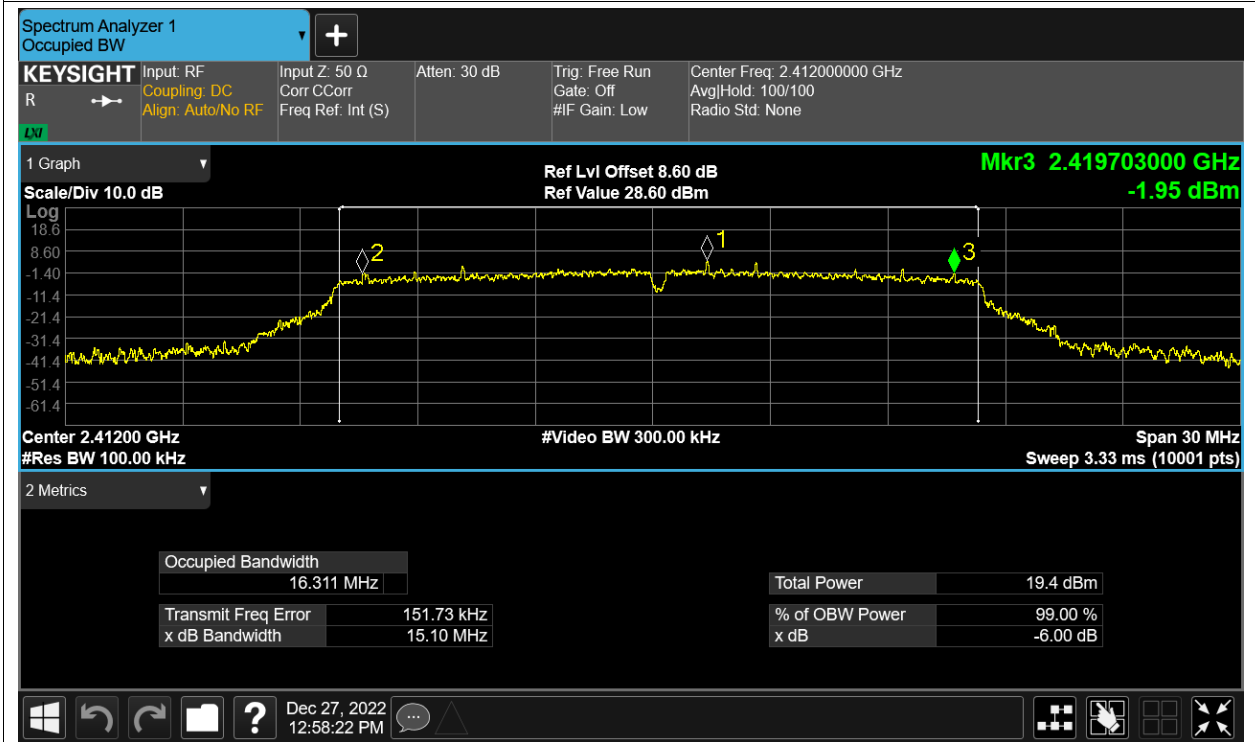 Spectrum Analyzer 1
Occupied BW
KEYSIGHT
R
LXI
Input: RF
Coupling: DC
Align: Auto/No RF
Input Z: 50 Ω
Corr CCorr
Freq Ref: Int (S)
Atten: 30 dB
Trig: Free Run
Gate: Off
#IF Gain: Low
Center Freq: 2.412000000 GHz
Avg|Hold: 100/100
Radio Std: None
1 Graph
Scale/Div 10.0 dB
Ref Lvl Offset 8.60 dB
Ref Value 28.60 dBm
Mkr3 2.419703000 GHz
-1.95 dBm
Log
18.6
8.60
-1.40
-11.4
-21.4
-31.4
-41.4
-51.4
-61.4
2
1
3
Center 2.41200 GHz
#Res BW 100.00 kHz
#Video BW 300.00 kHz
Span 30 MHz
Sweep 3.33 ms (10001 pts)
2 Metrics
Occupied Bandwidth
16.311 MHz
Transmit Freq Error 151.73 kHz
x dB Bandwidth 15.10 MHz
Total Power 19.4 dBm
% of OBW Power 99.00 %
x dB -6.00 dB
?
Dec 27, 2022
12:58:22 PM